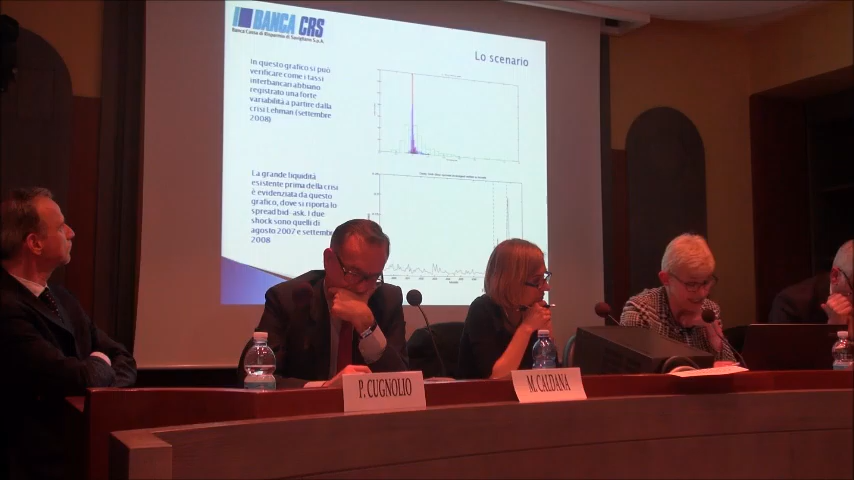 BANCA CRS
Banca Cassa di Risparmio di Savigliano S.p.A.
Lo scenario
In questo grafico si può
verificare come i tassi
interbancari abbiano
registrato una forte
variabilità a partire dalla
crisi Lehman (settembre
2008)
La grande liquidità
esistente prima della crisi
è evidenziata da questo
grafico, dove si riporta lo
spread bid-ask. I due
shock sono quelli di
agosto 2007 e settembre
2008
P. CUGNOLIO
M. CALDANA